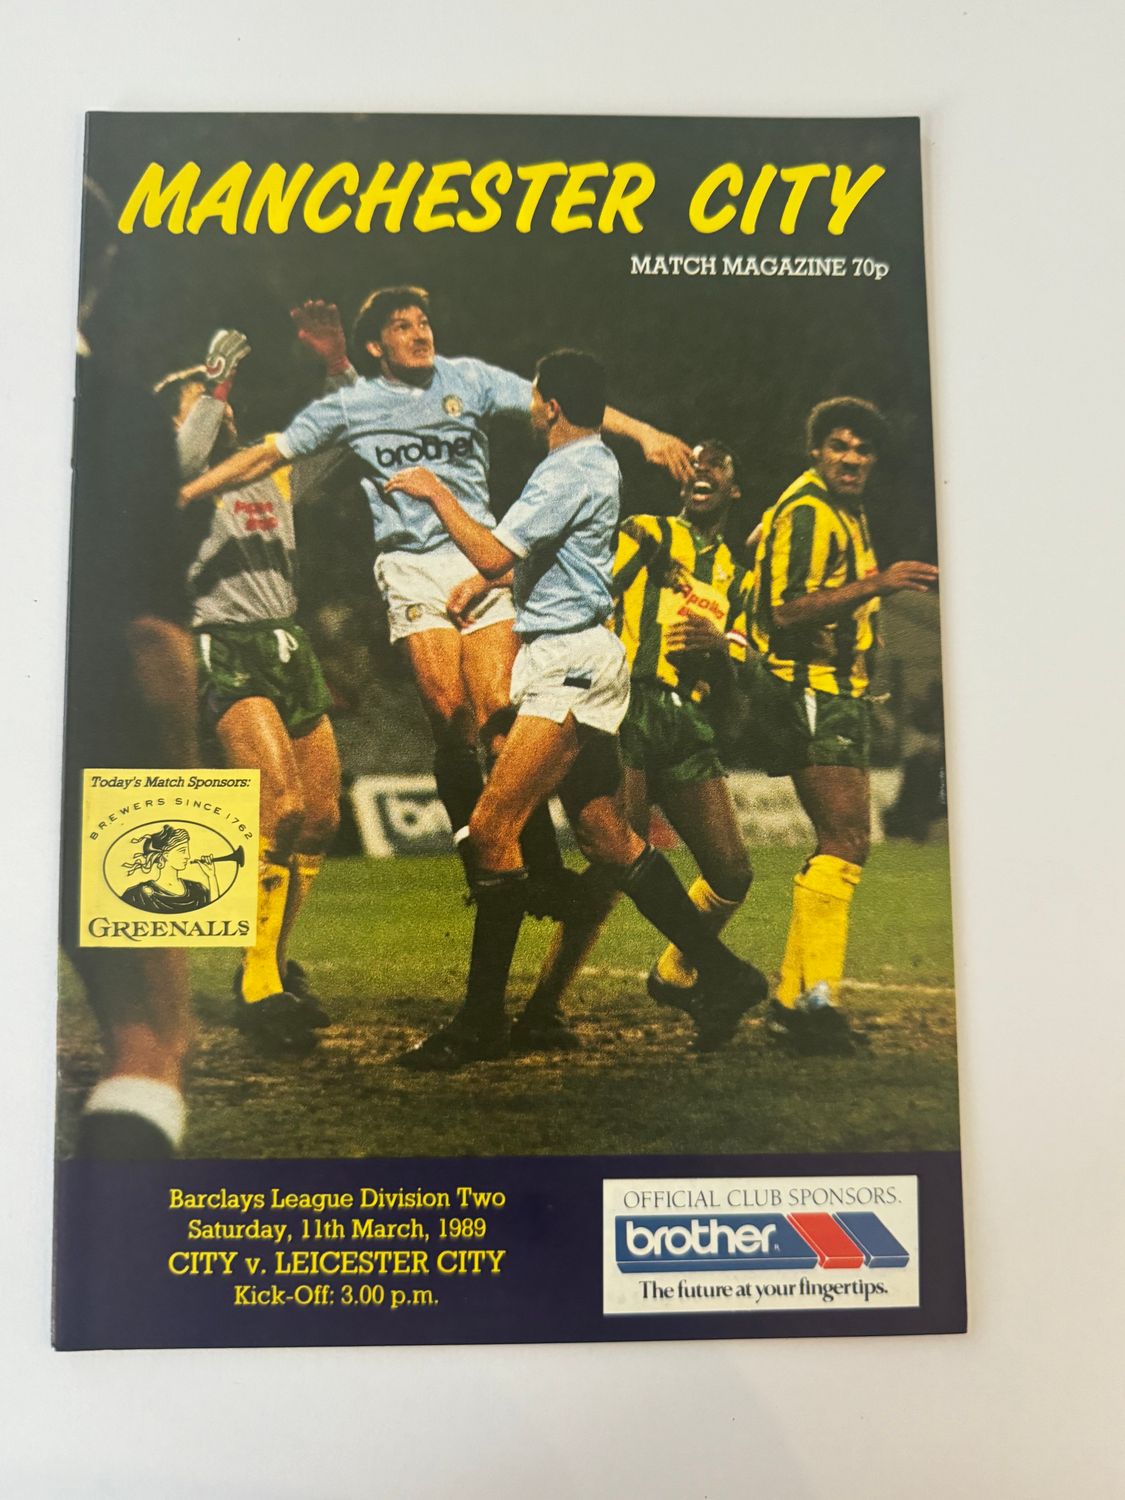 MANCHESTER CITY
MATCH MAGAZINE 70p
brother
Apollo
Today's Match Sponsors:
BREWERS SINCE 1762
GREENALLS
Barclays League Division Two
Saturday, 11th March, 1989
CITY v. LEICESTER CITY
Kick-Off: 3.00 p.m.
OFFICIAL CLUB SPONSORS.
brother
The future at your fingertips.